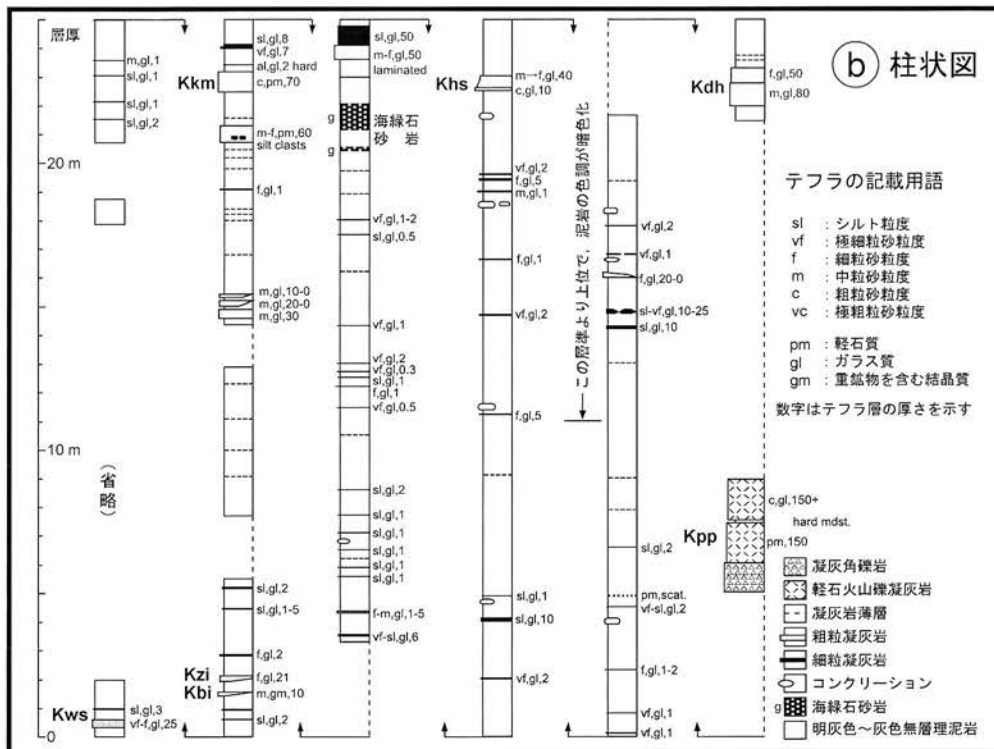 層厚
20 m
10 m
0
m,gl,1
sl,gl,1
sl,gl,1
sl,gl,2
(省略)
Kws
sl,gl,3
vf-f,gl,25
sl,gl,8
vf,gl,7
al,gl,2 hard
Kkm
c,pm,70
m-f,pm,60
silt clasts
f,gl,1
m,gl,10-0
m,gl,20-0
m,gl,30
sl,gl,2
sl,gl,1-5
f,gl,2
Kzi
f,gl,21
Kbi
m,gm,10
sl,gl,2
sl,gl,50
m-f,gl,50
laminated
g
海緑石
砂岩
g
vf,gl,1-2
sl,gl,0.5
vf,gl,1
vf,gl,2
vf,gl,0.3
sl,gl,1
f,gl,1
vf,gl,0.5
sl,gl,2
sl,gl,1
sl,gl,1
sl,gl,1
sl,gl,1
sl,gl,1
f-m,gl,1-5
vf-sl,gl,6
Khs
m→f,gl,40
c,gl,10
vf,gl,2
f,gl,5
m,gl,1
f,gl,1
vf,gl,2
f,gl,5
sl,gl,1
sl,gl,10
vf,gl,2
この層準より上位で、泥岩の色調が暗色化
vf,gl,2
vf,gl,1
f,gl,20-0
sl-vf,gl,10-25
sl,gl,10
sl,gl,2
pm,scat.
vf-sl,gl,2
f,gl,1-2
vf,gl,1
vf,gl,1
Kdh
f,gl,50
m,gl,80
c,gl,150+
hard mdst.
Kpp
pm,150
b 柱状図
テフラの記載用語
sl : シルト粒度
vf : 極細粒砂粒度
f : 細粒砂粒度
m : 中粒砂粒度
c : 粗粒砂粒度
vc : 極粗粒砂粒度
pm : 軽石質
gl : ガラス質
gm : 重鉱物を含む結晶質
数字はテフラ層の厚さを示す
凝灰角礫岩
軽石火山礫凝灰岩
凝灰岩薄層
粗粒凝灰岩
細粒凝灰岩
コンクリーション
g 海緑石砂岩
明灰色～灰色無層理泥岩